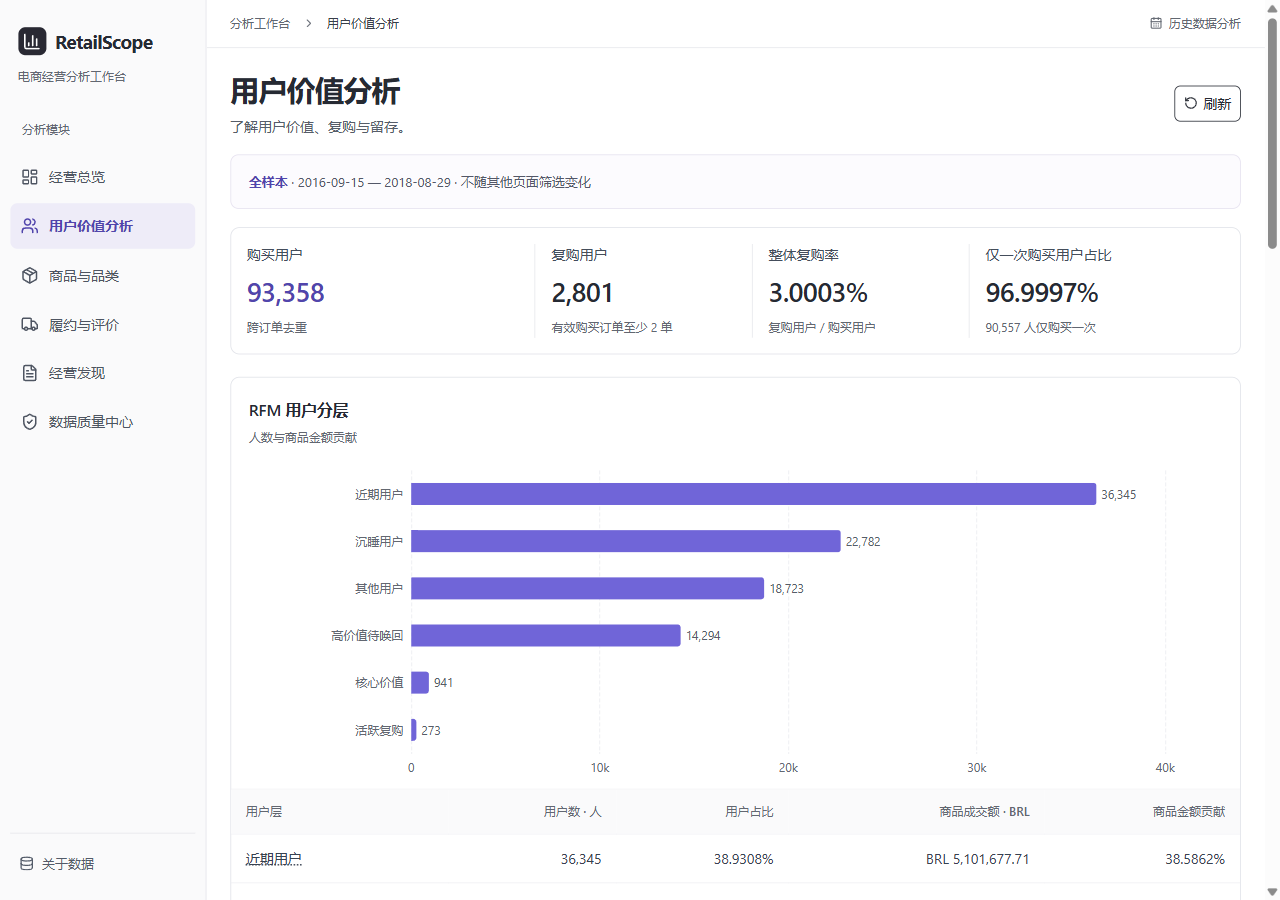 RetailScope
电商经营分析工作台
分析模块
经营总览
用户价值分析
商品与品类
履约与评价
经营发现
数据质量中心
关于数据
分析工作台 > 用户价值分析
历史数据分析
用户价值分析
了解用户价值、复购与留存。
刷新
全样本 · 2016-09-15 — 2018-08-29 · 不随其他页面筛选变化
购买用户 复购用户 整体复购率 仅一次购买用户占比
93,358 2,801 3.0003% 96.9997%
跨订单去重 有效购买订单至少 2 单 复购用户 / 购买用户 90,557 人仅购买一次
RFM 用户分层
人数与商品金额贡献
近期用户 36,345
沉睡用户 22,782
其他用户 18,723
高价值待唤回 14,294
核心价值 941
活跃复购 273
0 10k 20k 30k 40k
用户层 用户数 · 人 用户占比 商品成交额 · BRL 商品金额贡献
近期用户 36,345 38.9308% BRL 5,101,677.71 38.5862%